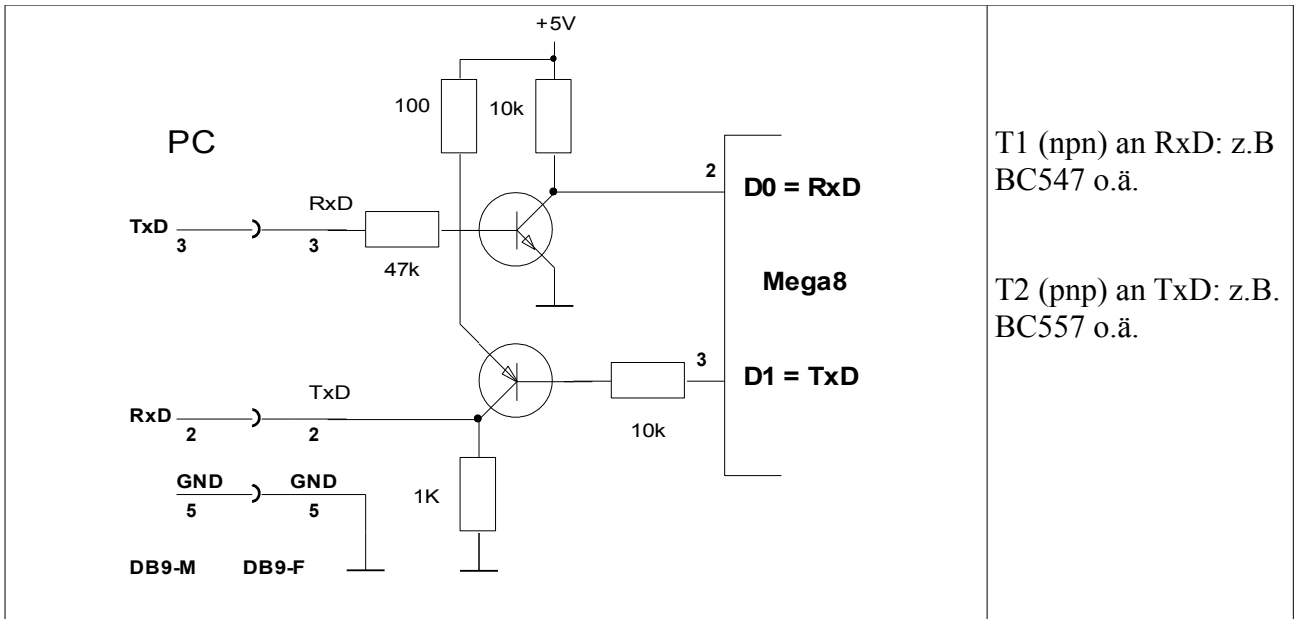 +5V
100
10k
PC
2
D0 = RxD
RxD
TxD
3
3
47k
Mega8
3
D1 = TxD
TxD
RxD
2
2
10k
GND
GND
5
5
1K
DB9-M
DB9-F
T1 (npn) an RxD: z.B
BC547 o.ä.
T2 (pnp) an TxD: z.B.
BC557 o.ä.